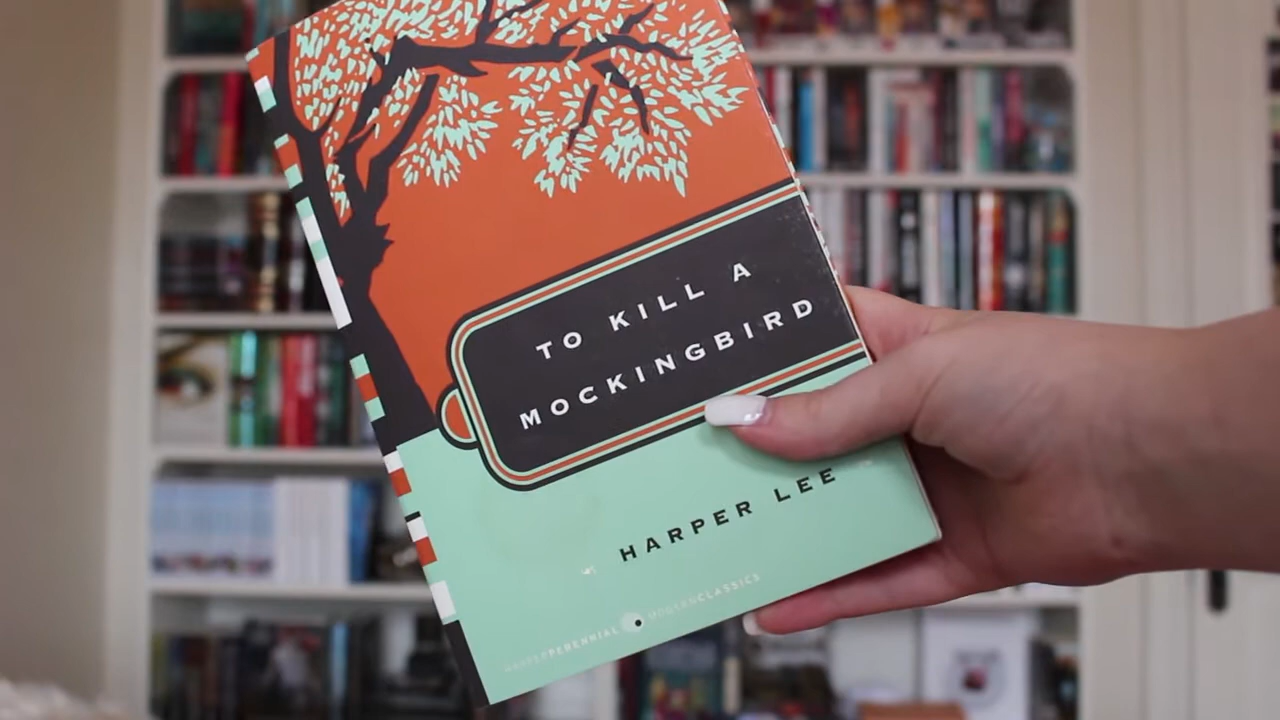 TO KILL A
MOCKINGBIRD
HARPER LEE
HARPERPERENNIAL MODERNCLASSICS